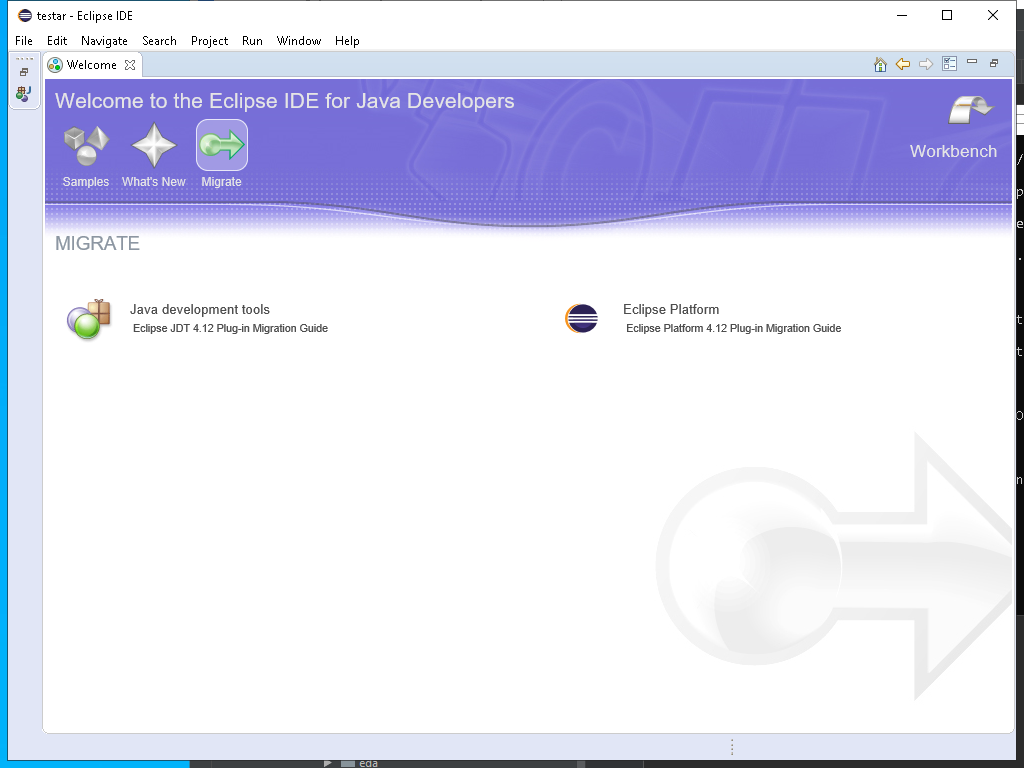 testar - Eclipse IDE
File Edit Navigate Search Project Run Window Help
Welcome
Welcome to the Eclipse IDE for Java Developers
Workbench
Samples What's New Migrate
MIGRATE
Java development tools
Eclipse JDT 4.12 Plug-in Migration Guide
Eclipse Platform
Eclipse Platform 4.12 Plug-in Migration Guide
eda